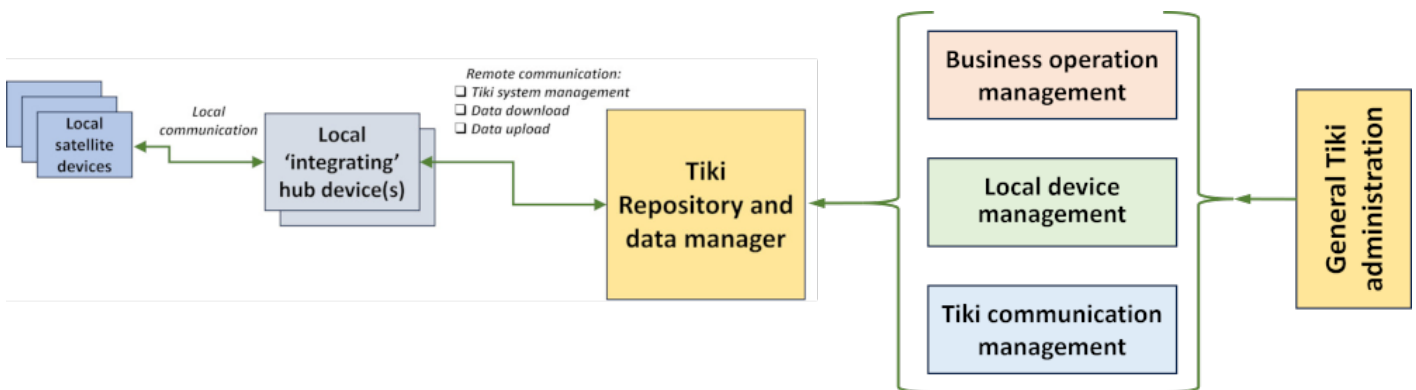 Local
satellite
devices
Local
communication
Local
‘integrating’
hub device(s)
Remote communication:
❑ Tiki system management
❑ Data download
❑ Data upload
Tiki
Repository and
data manager
Business operation
management
Local device
management
Tiki communication
management
General Tiki
administration